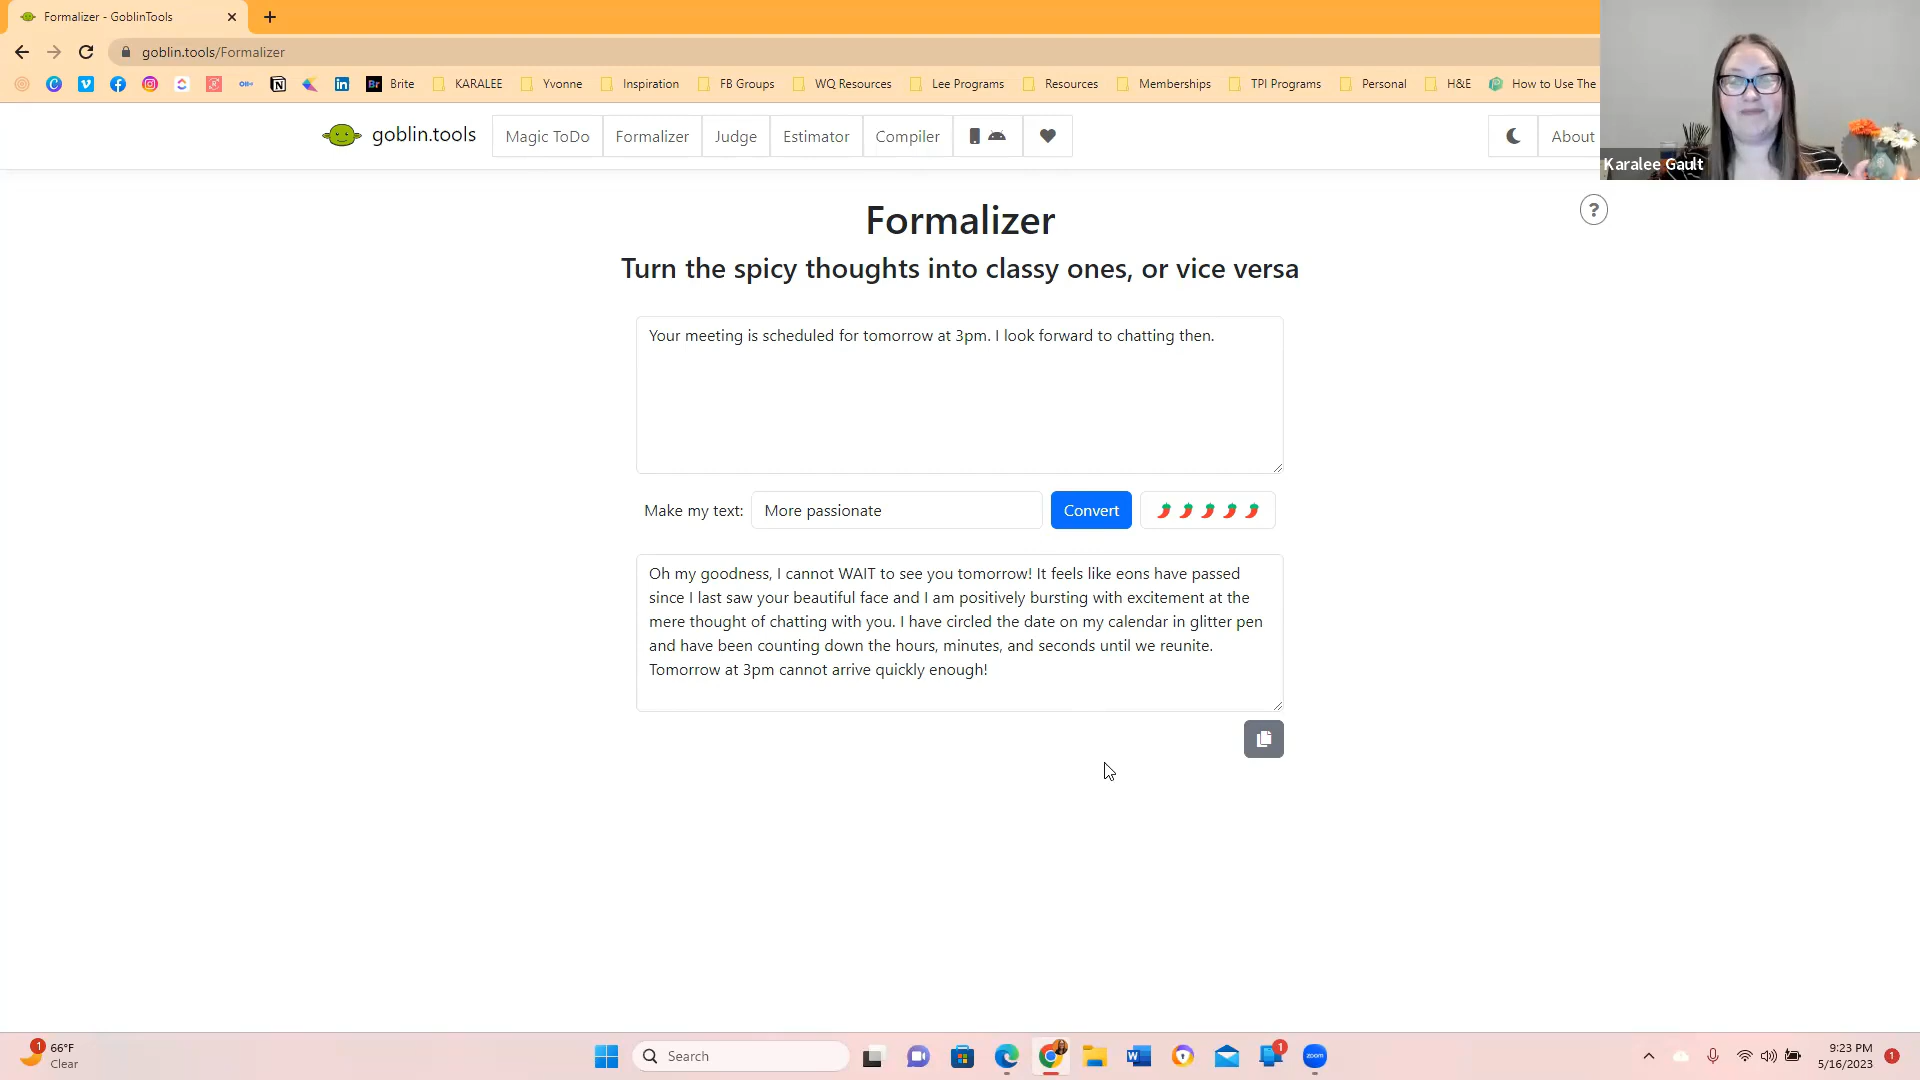 Formalizer - GoblinTools
goblin.tools/Formalizer
Br Brite KARALEE Yvonne Inspiration FB Groups WQ Resources Lee Programs Resources Memberships TPI Programs Personal H&E How to Use The
goblin.tools Magic ToDo Formalizer Judge Estimator Compiler About
Karalee Gault
Formalizer
?
Turn the spicy thoughts into classy ones, or vice versa
Your meeting is scheduled for tomorrow at 3pm. I look forward to chatting then.
Make my text: More passionate Convert
Oh my goodness, I cannot WAIT to see you tomorrow! It feels like eons have passed
since I last saw your beautiful face and I am positively bursting with excitement at the
mere thought of chatting with you. I have circled the date on my calendar in glitter pen
and have been counting down the hours, minutes, and seconds until we reunite.
Tomorrow at 3pm cannot arrive quickly enough!
1 66°F
Clear
Search
1
zoom
9:23 PM
5/16/2023
1